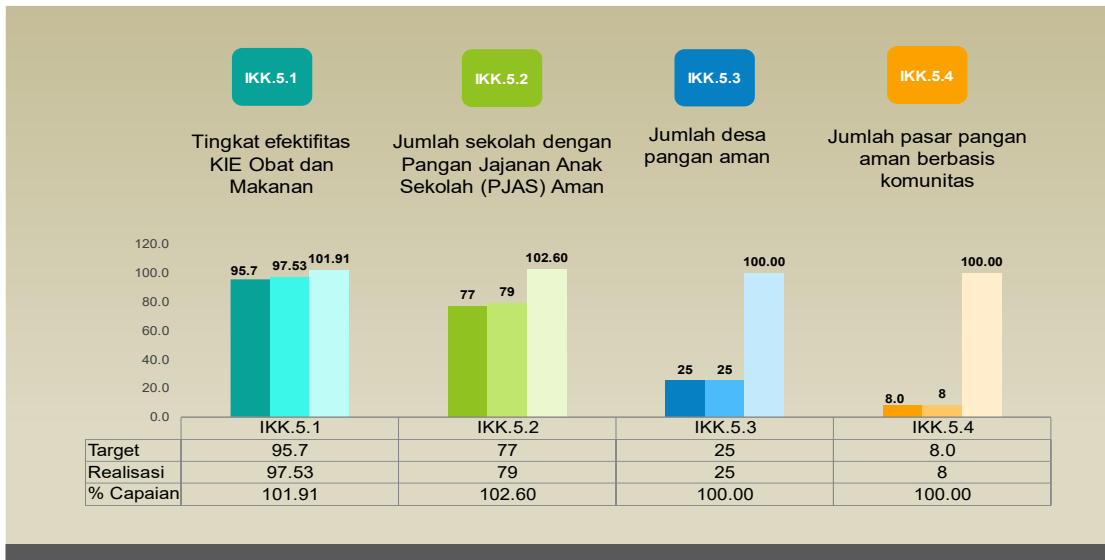 IKK.5.1
IKK.5.2
IKK.5.3
IKK.5.4
Tingkat efektifitas
KIE Obat dan
Makanan
Jumlah sekolah dengan
Pangan Jajanan Anak
Sekolah (PJAS) Aman
Jumlah desa
pangan aman
Jumlah pasar pangan
aman berbasis
komunitas
120.0
100.0
80.0
60.0
40.0
20.0
0.0
95.7 97.53 101.91
77 79 102.60
25 25 100.00
8.0 8 100.00
IKK.5.1 IKK.5.2 IKK.5.3 IKK.5.4
Target 95.7 77 25 8.0
Realisasi 97.53 79 25 8
% Capaian 101.91 102.60 100.00 100.00